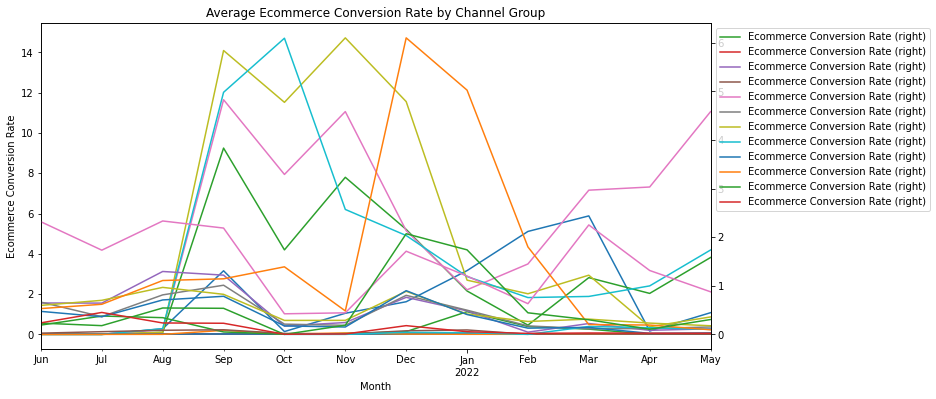 Average Ecommerce Conversion Rate by Channel Group
Ecommerce Conversion Rate
14
12
10
8
6
4
2
0
Jun
Jul
Aug
Sep
Oct
Nov
Dec
Jan
2022
Feb
Mar
Apr
May
Month
6
5
4
3
2
1
0
Ecommerce Conversion Rate (right)
Ecommerce Conversion Rate (right)
Ecommerce Conversion Rate (right)
Ecommerce Conversion Rate (right)
Ecommerce Conversion Rate (right)
Ecommerce Conversion Rate (right)
Ecommerce Conversion Rate (right)
Ecommerce Conversion Rate (right)
Ecommerce Conversion Rate (right)
Ecommerce Conversion Rate (right)
Ecommerce Conversion Rate (right)
Ecommerce Conversion Rate (right)